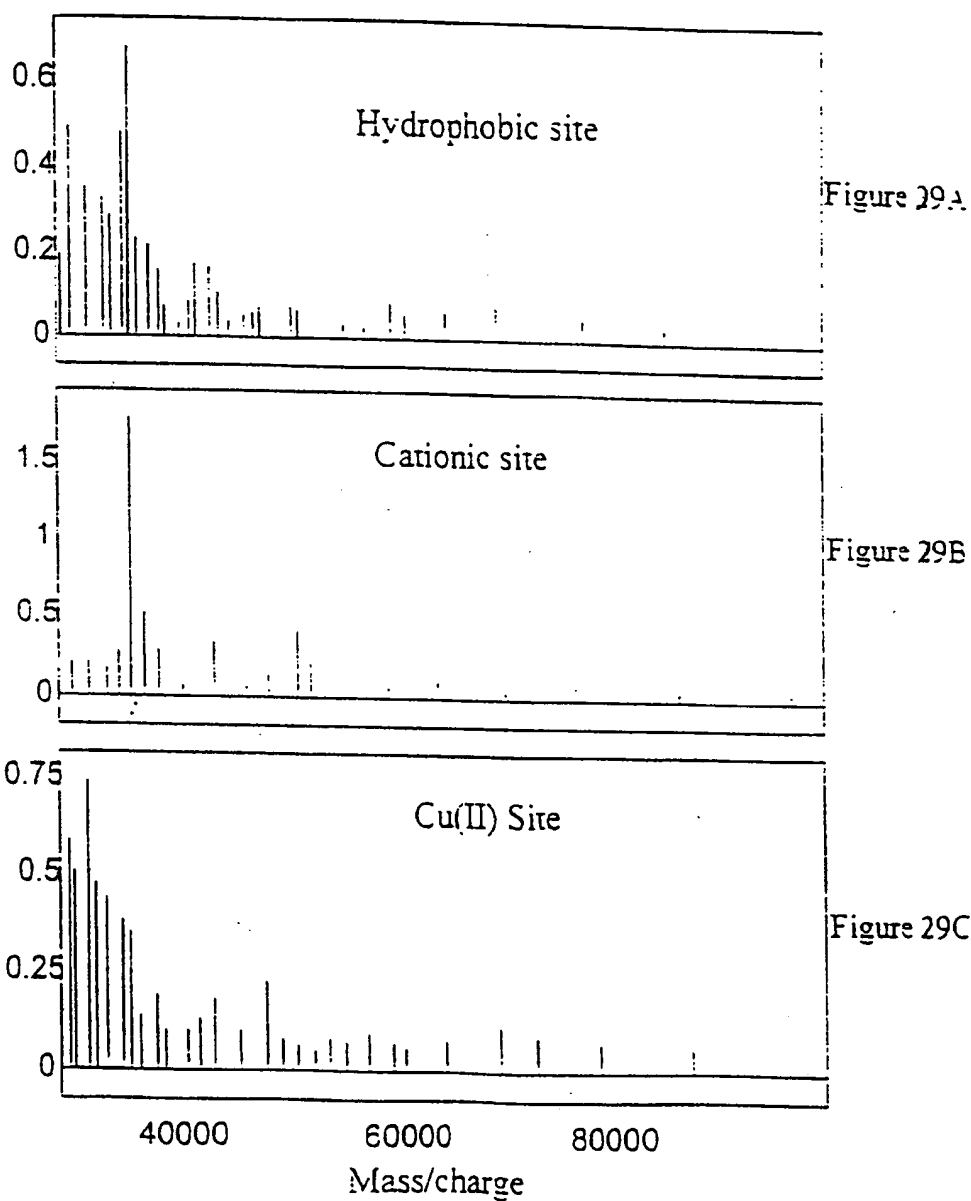 0.6
Hydrophobic site
0.4
Figure 29A
0.2
0
1.5
Cationic site
1
Figure 29B
0.5
0
0.75
Cu(II) Site
0.5
Figure 29C
0.25
0
40000 60000 80000
Mass/charge